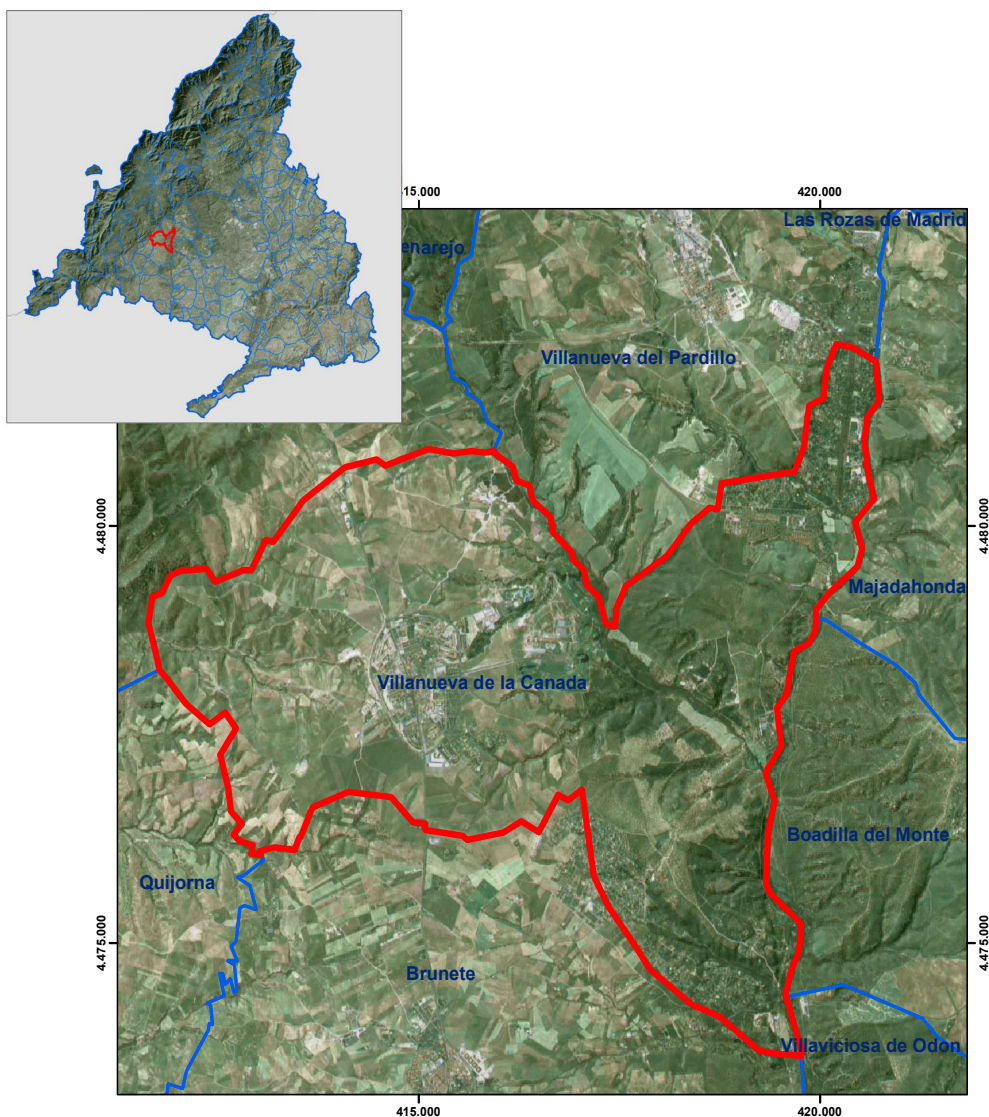 15.000
420.000
Las Rozas de Madrid
enarejo
Villanueva del Pardillo
4.480.000
4.480.000
Majadahonda
Villanueva de la Canada
Boadilla del Monte
Quijorna
4.475.000
4.475.000
Brunete
Villaviciosa de Odon
415.000
420.000